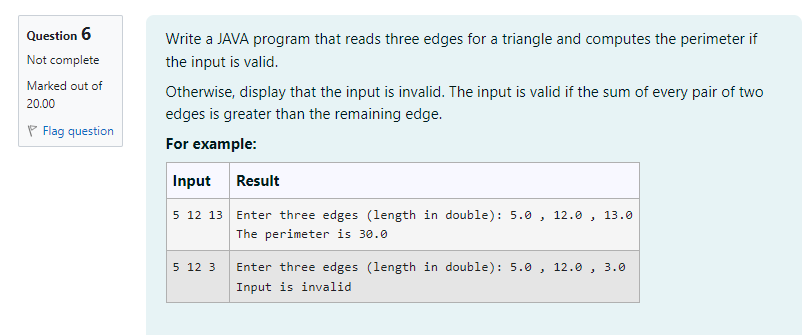 Question 6
Not complete
Marked out of
20.00
Flag question
Write a JAVA program that reads three edges for a triangle and computes the perimeter if
the input is valid.
Otherwise, display that the input is invalid. The input is valid if the sum of every pair of two
edges is greater than the remaining edge.
For example:
Input Result
5 12 13 Enter three edges (length in double): 5.0 , 12.0 , 13.0
The perimeter is 30.0
5 12 3 Enter three edges (length in double): 5.0 , 12.0 , 3.0
Input is invalid